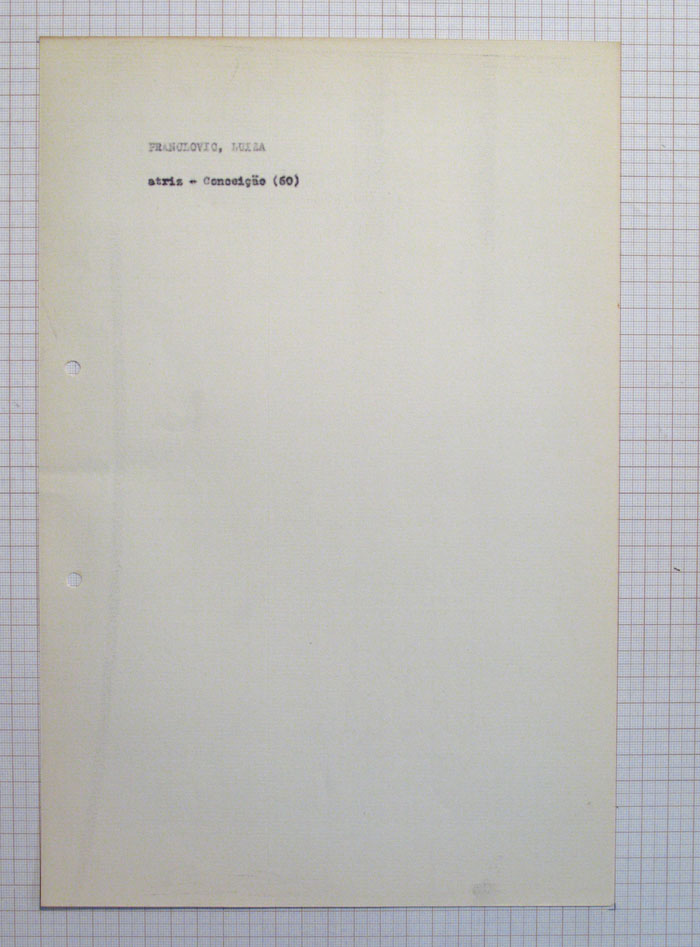 FRANCLOVIC, LUIZA
atriz - Conceição (60)